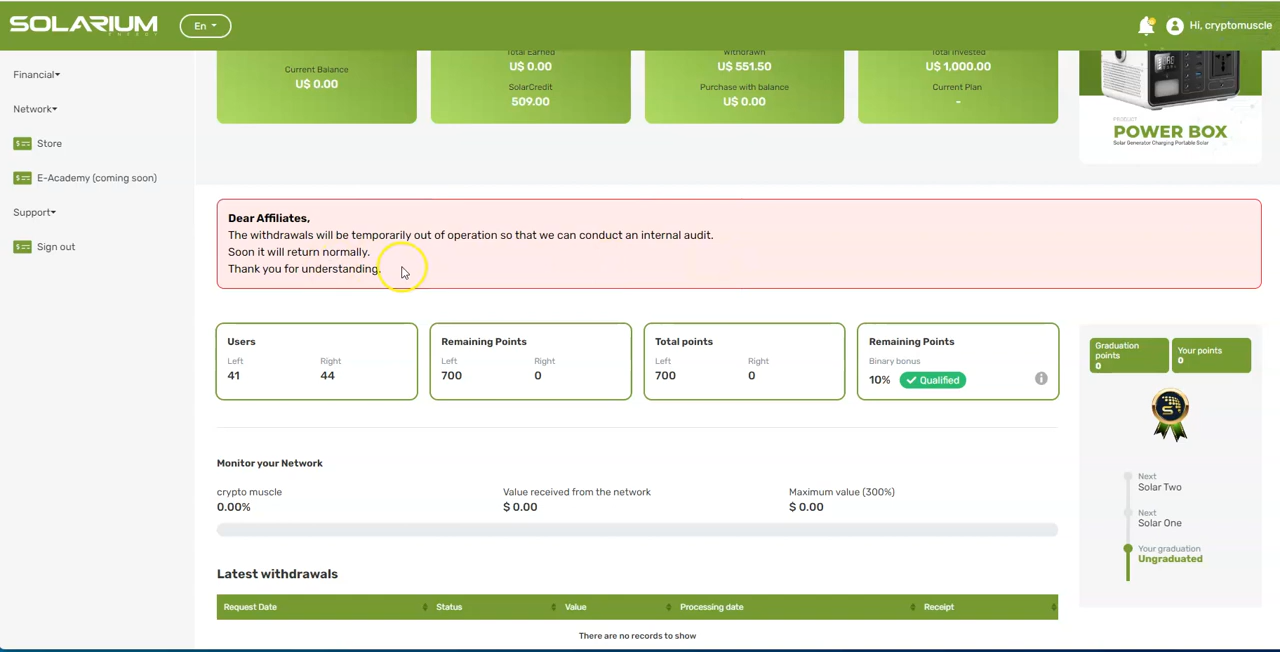 SOLARIUM
ENERGY
En
Hi, cryptomuscle
Financial
Network
Store
E-Academy (coming soon)
Support
Sign out
Current Balance
U$ 0.00
Total Earned
U$ 0.00
SolarCredit
509.00
Withdrawn
U$ 551.50
Purchase with balance
U$ 0.00
Total Invested
U$ 1,000.00
Current Plan
-
PRODUCT
POWER BOX
Solar Generator Charging Portable Solar
Dear Affiliates,
The withdrawals will be temporarily out of operation so that we can conduct an internal audit.
Soon it will return normally.
Thank you for understanding.
Users
Left Right
41 44
Remaining Points
Left Right
700 0
Total points
Left Right
700 0
Remaining Points
Binary bonus
10% Qualified
Graduation points
0
Your points
0
Next
Solar Two
Next
Solar One
Your graduation
Ungraduated
Monitor your Network
crypto muscle
0.00%
Value received from the network
$ 0.00
Maximum value (300%)
$ 0.00
Latest withdrawals
Request Date Status Value Processing date Receipt
There are no records to show